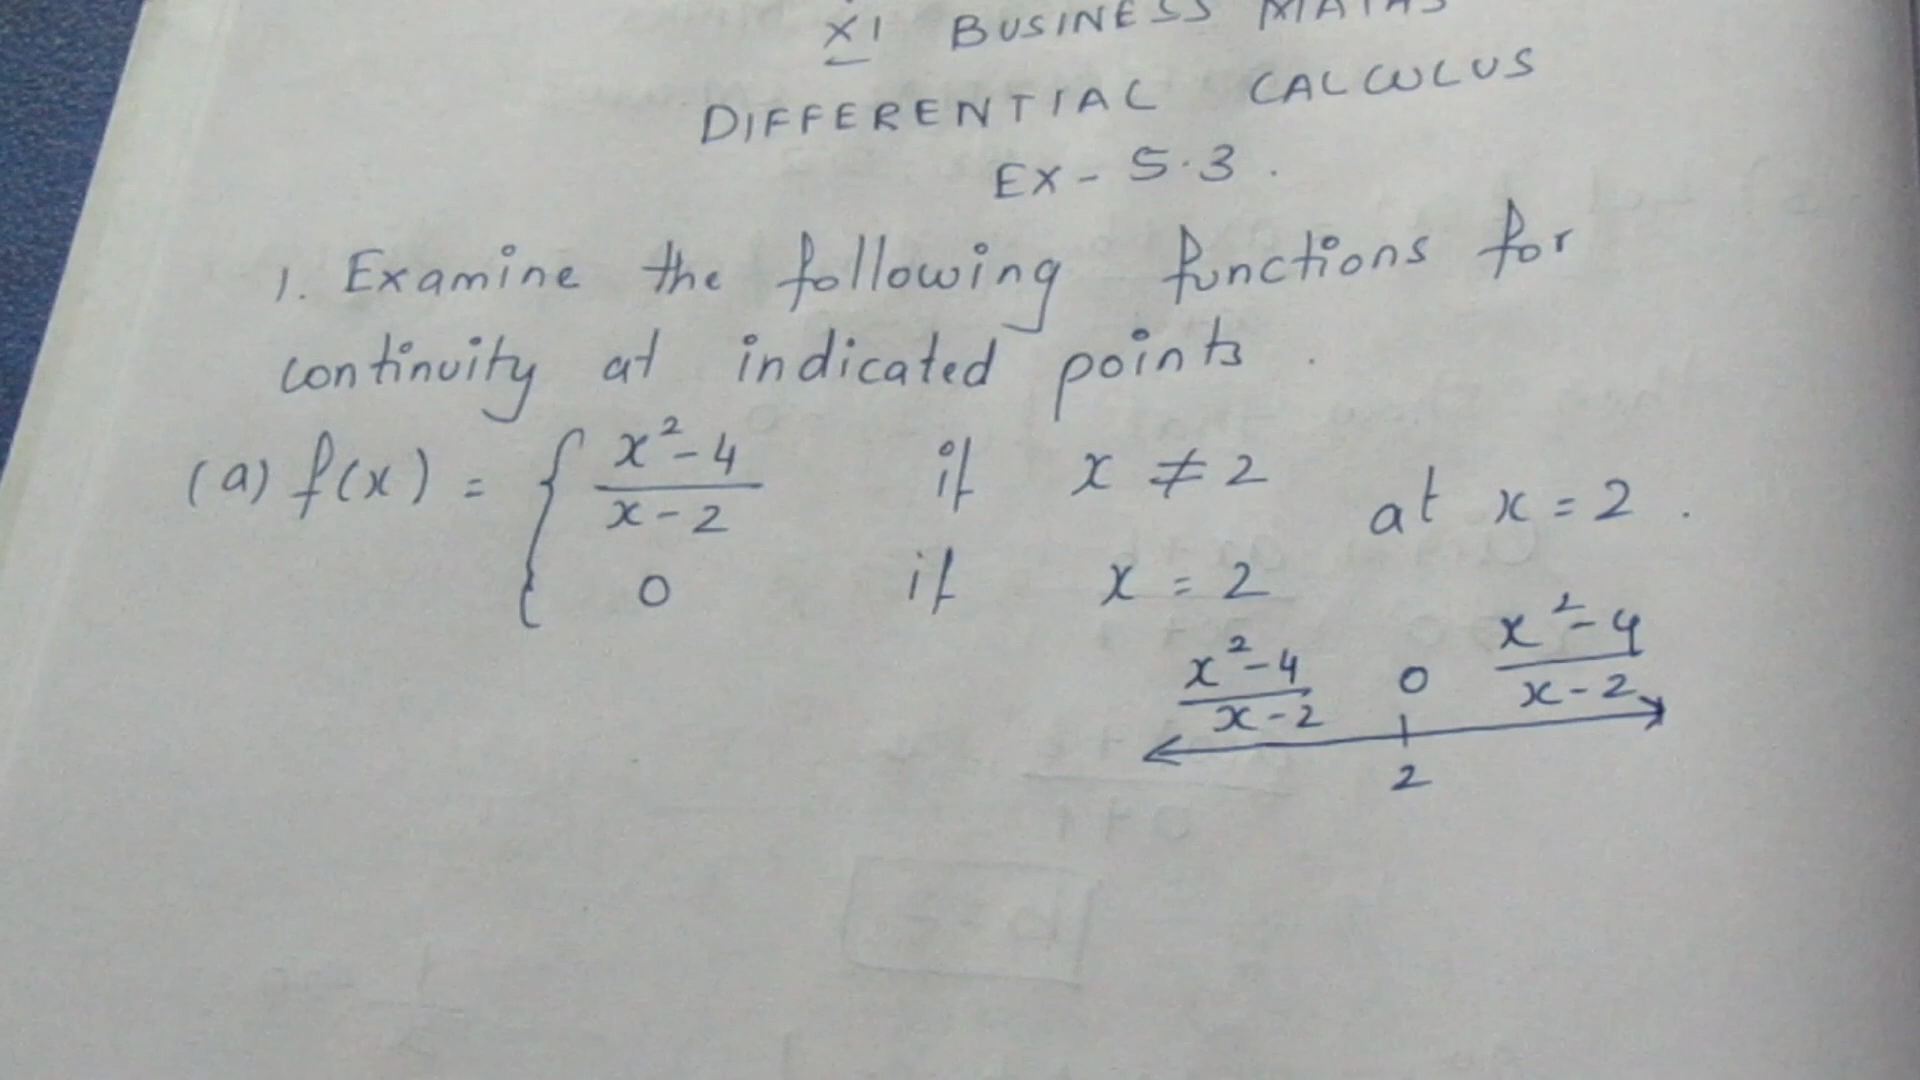 XI BUSINESS MATHS
DIFFERENTIAL CALCULUS
EX - 5.3.
1. Examine the following functions for
continuity at indicated points.
(a) f(x) = { x²-4 / x-2 if x ≠ 2 at x = 2.
0 if x = 2
x²-4 / x-2 0 x²-4 / x-2
2